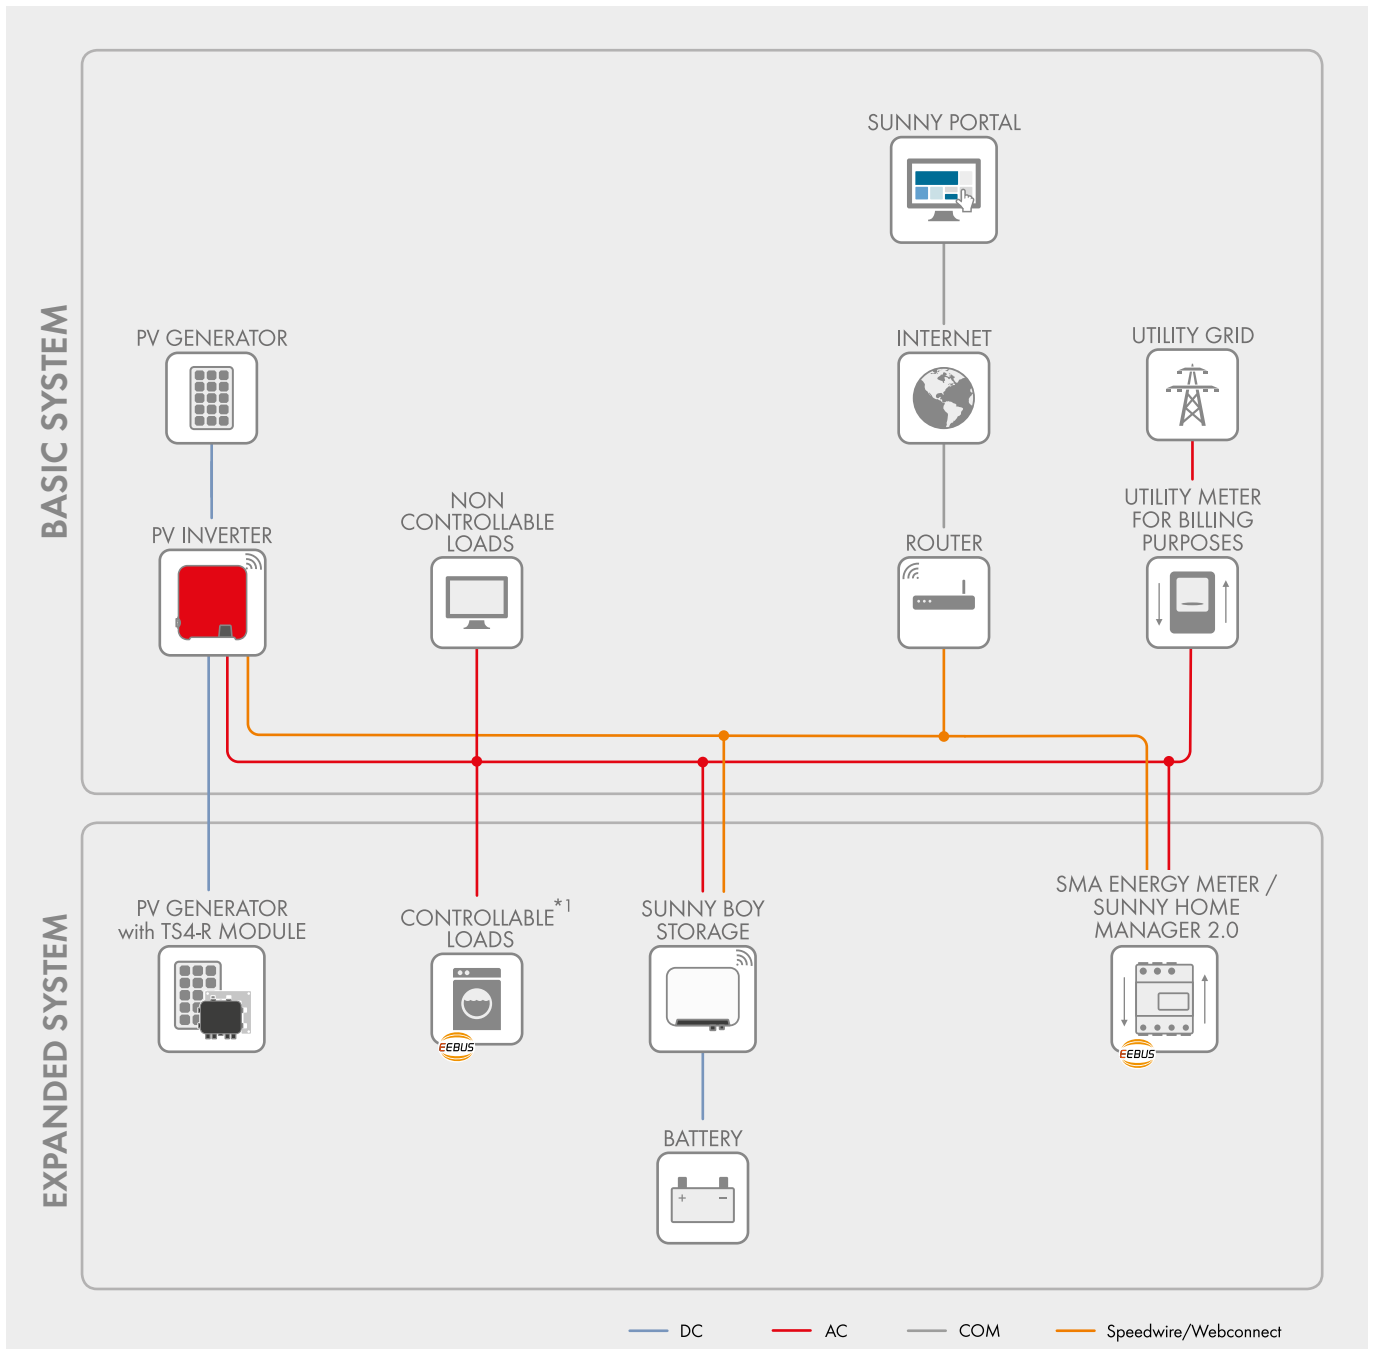 BASIC SYSTEM
SUNNY PORTAL
PV GENERATOR
INTERNET
UTILITY GRID
PV INVERTER
NON
CONTROLLABLE
LOADS
ROUTER
UTILITY METER
FOR BILLING
PURPOSES
EXPANDED SYSTEM
PV GENERATOR
with TS4-R MODULE
CONTROLLABLE*1
LOADS
EEBUS
SUNNY BOY
STORAGE
SMA ENERGY METER /
SUNNY HOME
MANAGER 2.0
EEBUS
BATTERY
+ −
DC
AC
COM
Speedwire/Webconnect